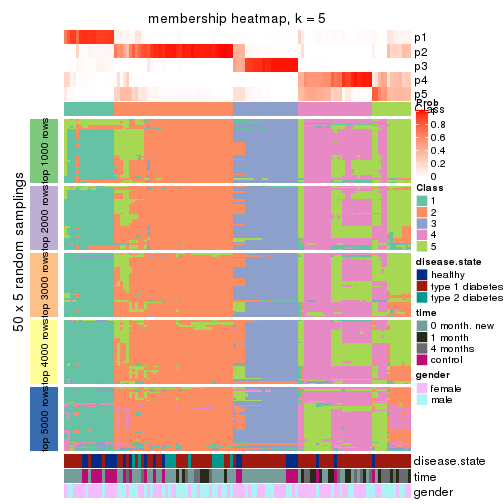 membership heatmap, k = 5
p1
p2
p3
p4
p5
Class
Prob
1
0.8
0.6
0.4
0.2
0
Class
1
2
3
4
5
disease.state
healthy
type 1 diabetes
type 2 diabetes
time
0 month. new
1 month
4 months
control
gender
female
male
50 x 5 random samplings
top 1000 rows
top 2000 rows
top 3000 rows
top 4000 rows
top 5000 rows
disease.state
time
gender